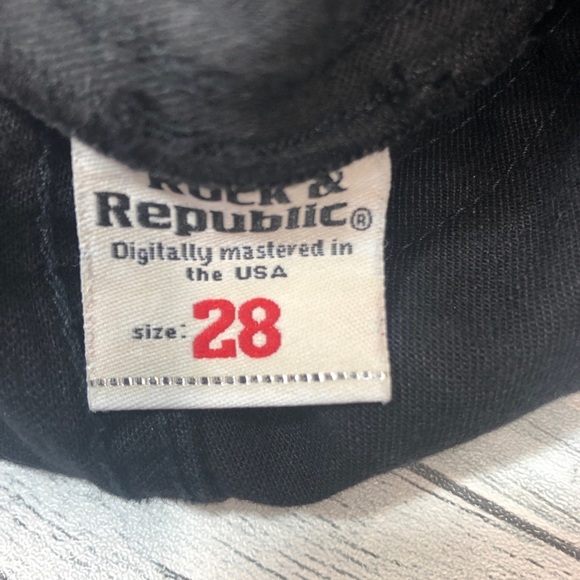 Rock &
Republic®
Digitally mastered in
the USA
size: 28